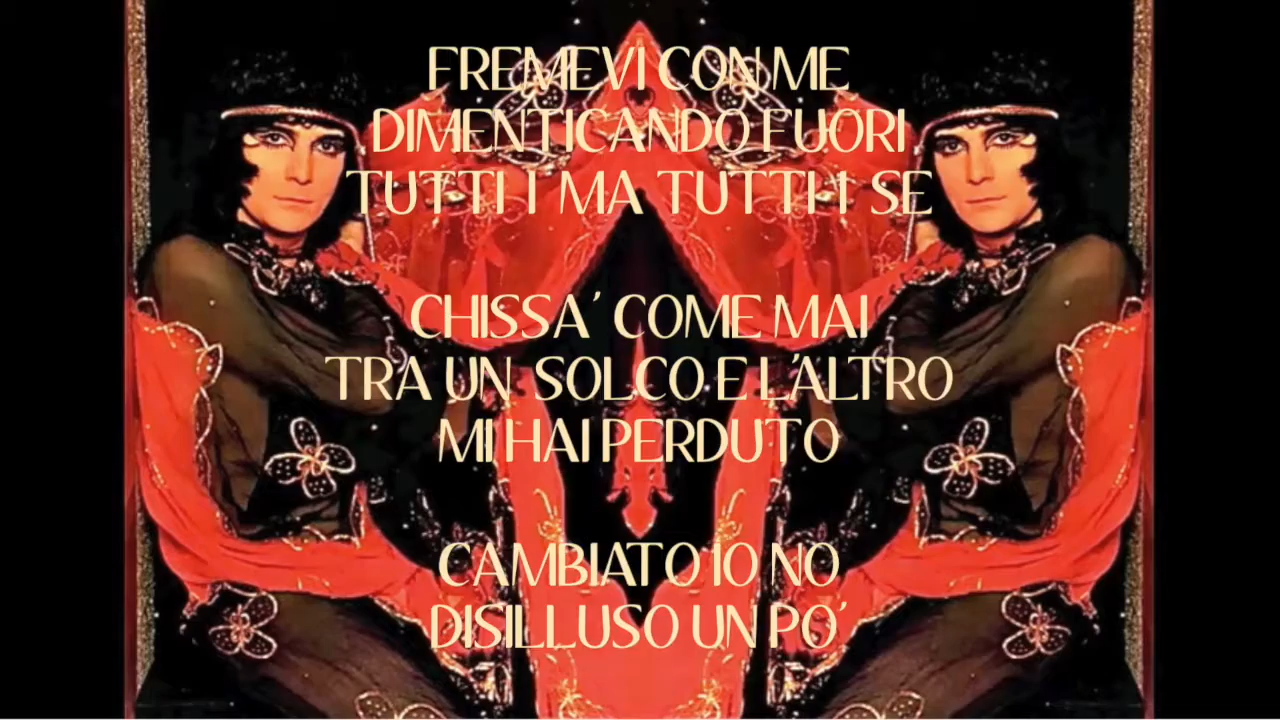 FREMEVI CON ME
DIMENTICANDO FUORI
TUTTI I MA TUTTI I SE
CHISSA' COME MAI
TRA UN SOLCO E L'ALTRO
MI HAI PERDUTO
CAMBIATO IO NO
DISILLUSO UN PO'